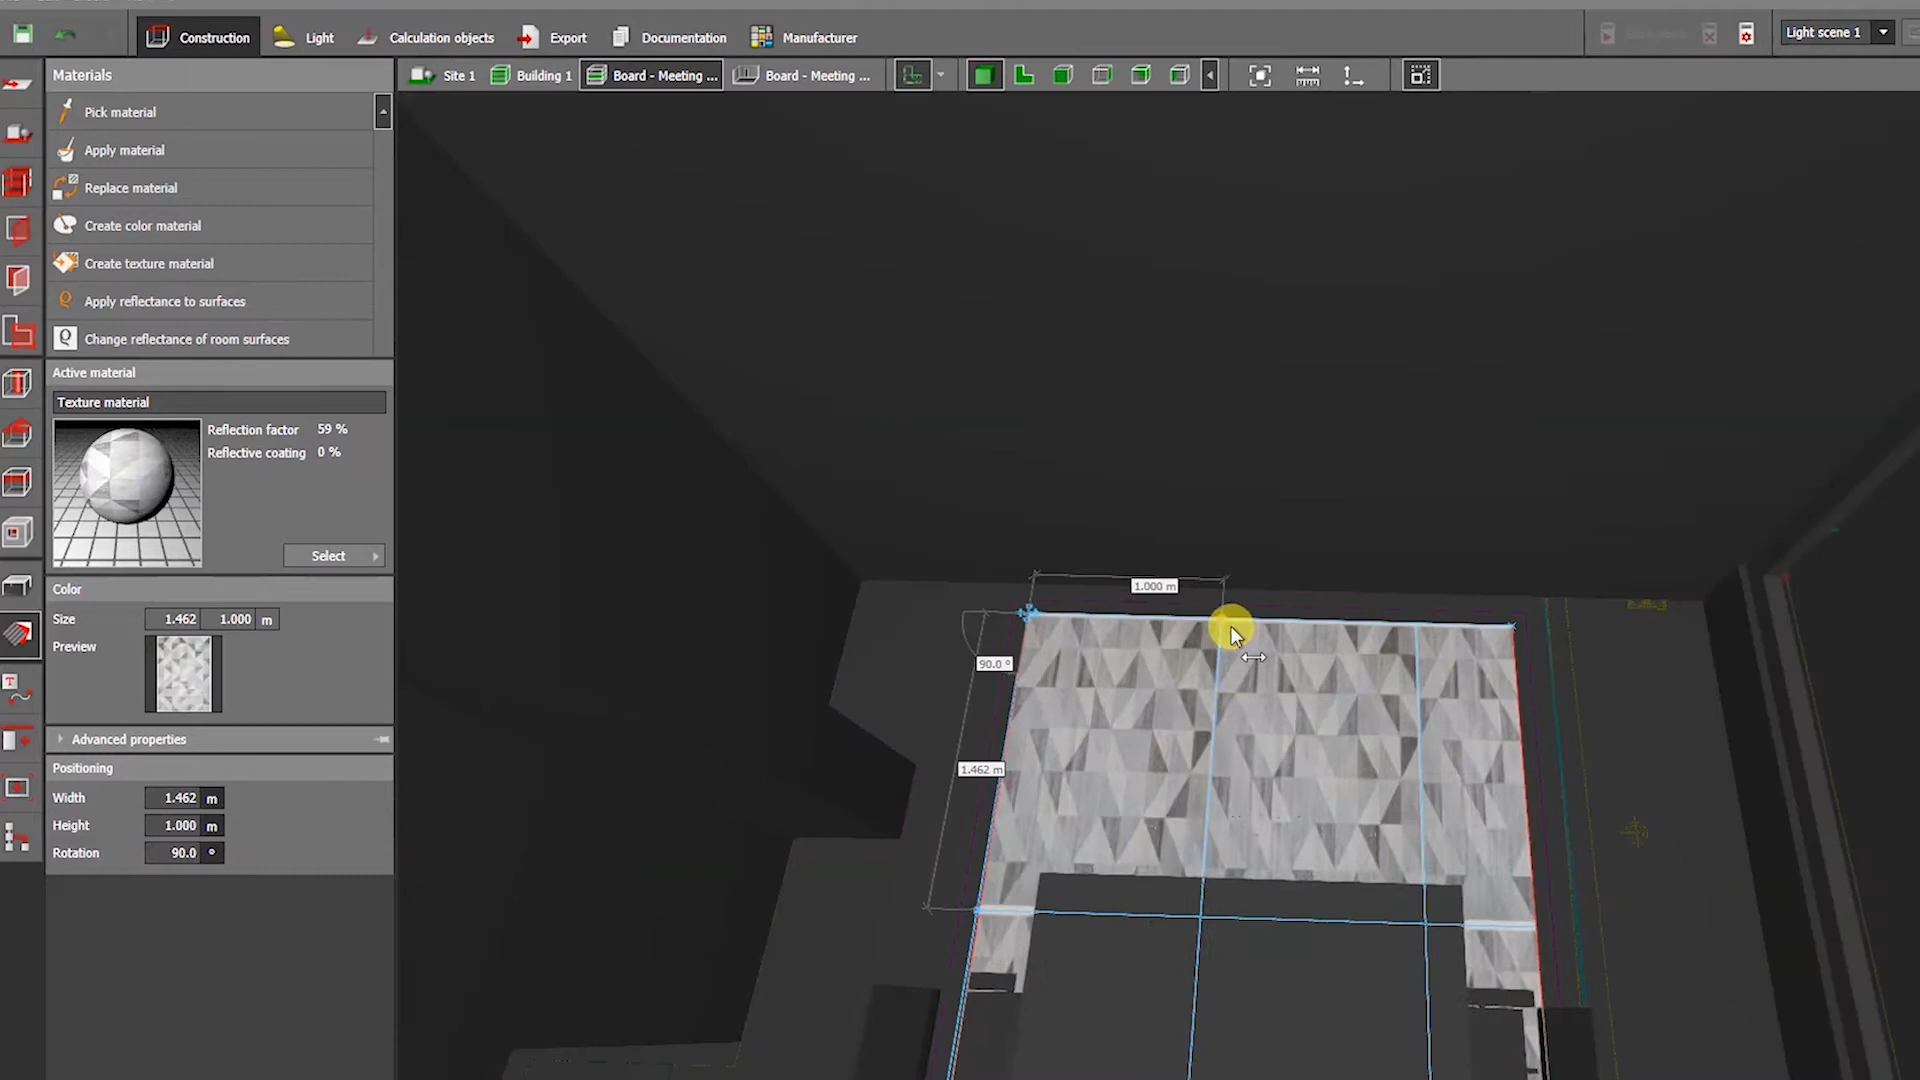 Construction
Light
Calculation objects
Export
Documentation
Manufacturer
Light scene 1
Materials
Site 1
Building 1
Board - Meeting ...
Board - Meeting ...
Pick material
Apply material
Replace material
Create color material
Create texture material
Apply reflectance to surfaces
Change reflectance of room surfaces
Active material
Texture material
Reflection factor 59 %
Reflective coating 0 %
Select
Color
Size 1.462 1.000 m
Preview
Advanced properties
Positioning
Width 1.462 m
Height 1.000 m
Rotation 90.0 °
1.000 m
90.0 °
1.462 m